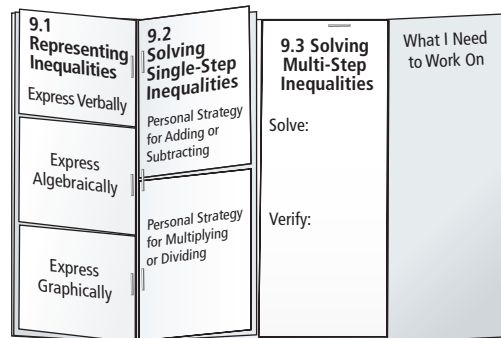 9.1
Representing
Inequalities
Express Verbally
Express
Algebraically
Express
Graphically
9.2
Solving
Single-Step
Inequalities
Personal Strategy
for Adding or
Subtracting
Personal Strategy
for Multiplying
or Dividing
9.3 Solving
Multi-Step
Inequalities
Solve:
Verify:
What I Need
to Work On